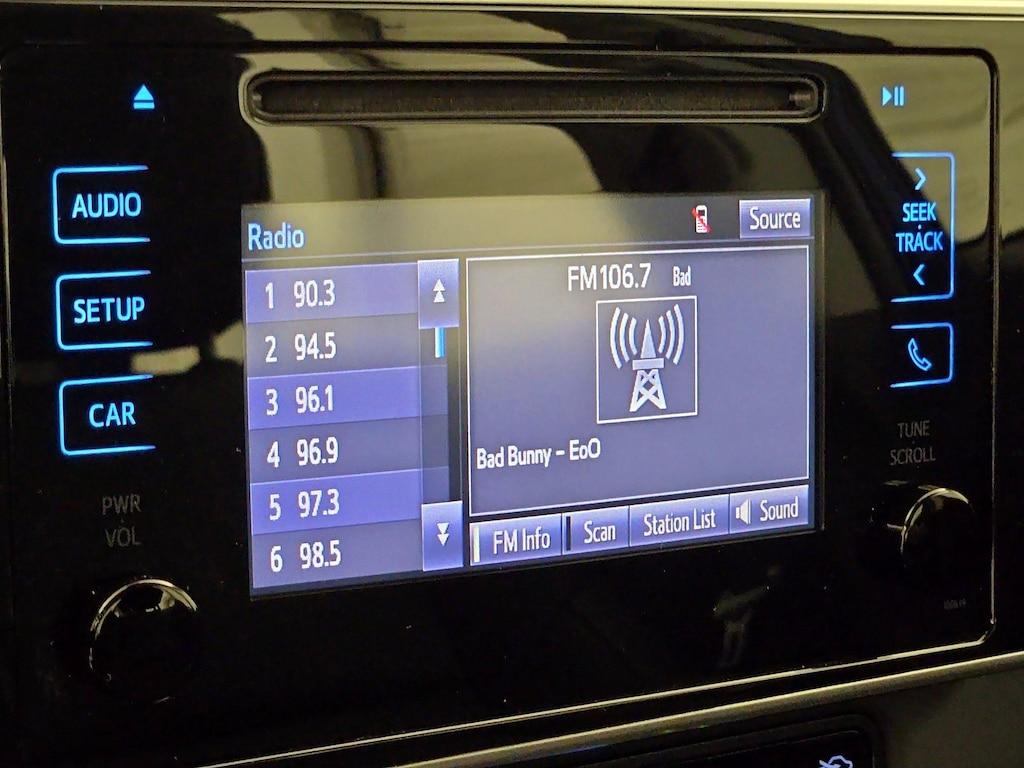 AUDIO
SETUP
CAR
PWR
VOL
Radio
Source
1 90.3
2 94.5
3 96.1
4 96.9
5 97.3
6 98.5
FM106.7 Bad
Bad Bunny - EoO
FM Info
Scan
Station List
Sound
SEEK
TRACK
TUNE
SCROLL